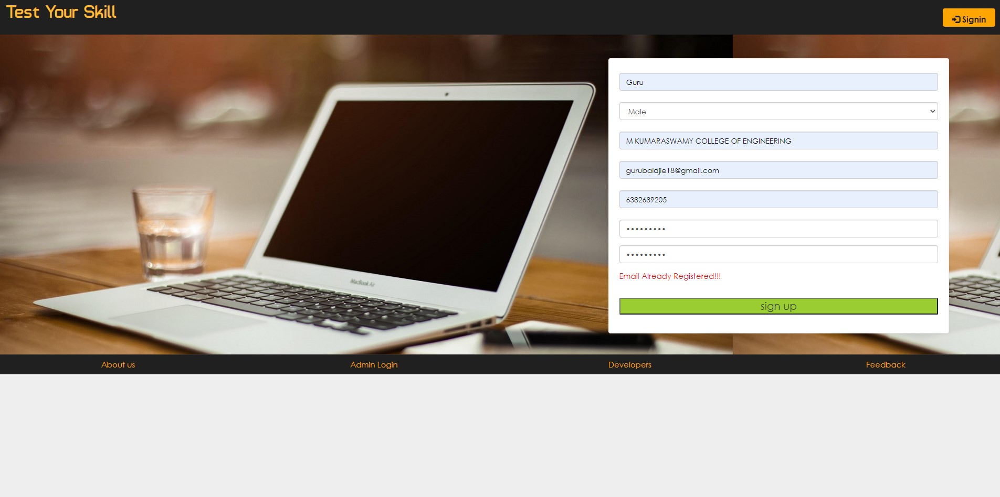 Test Your Skill
Signin
Guru
Male
M KUMARASWAMY COLLEGE OF ENGINEERING
gurubalajie18@gmail.com
6382689205
•••••••••
•••••••••
Email Already Registered!!!
sign up
MacBook Air
About us
Admin Login
Developers
Feedback